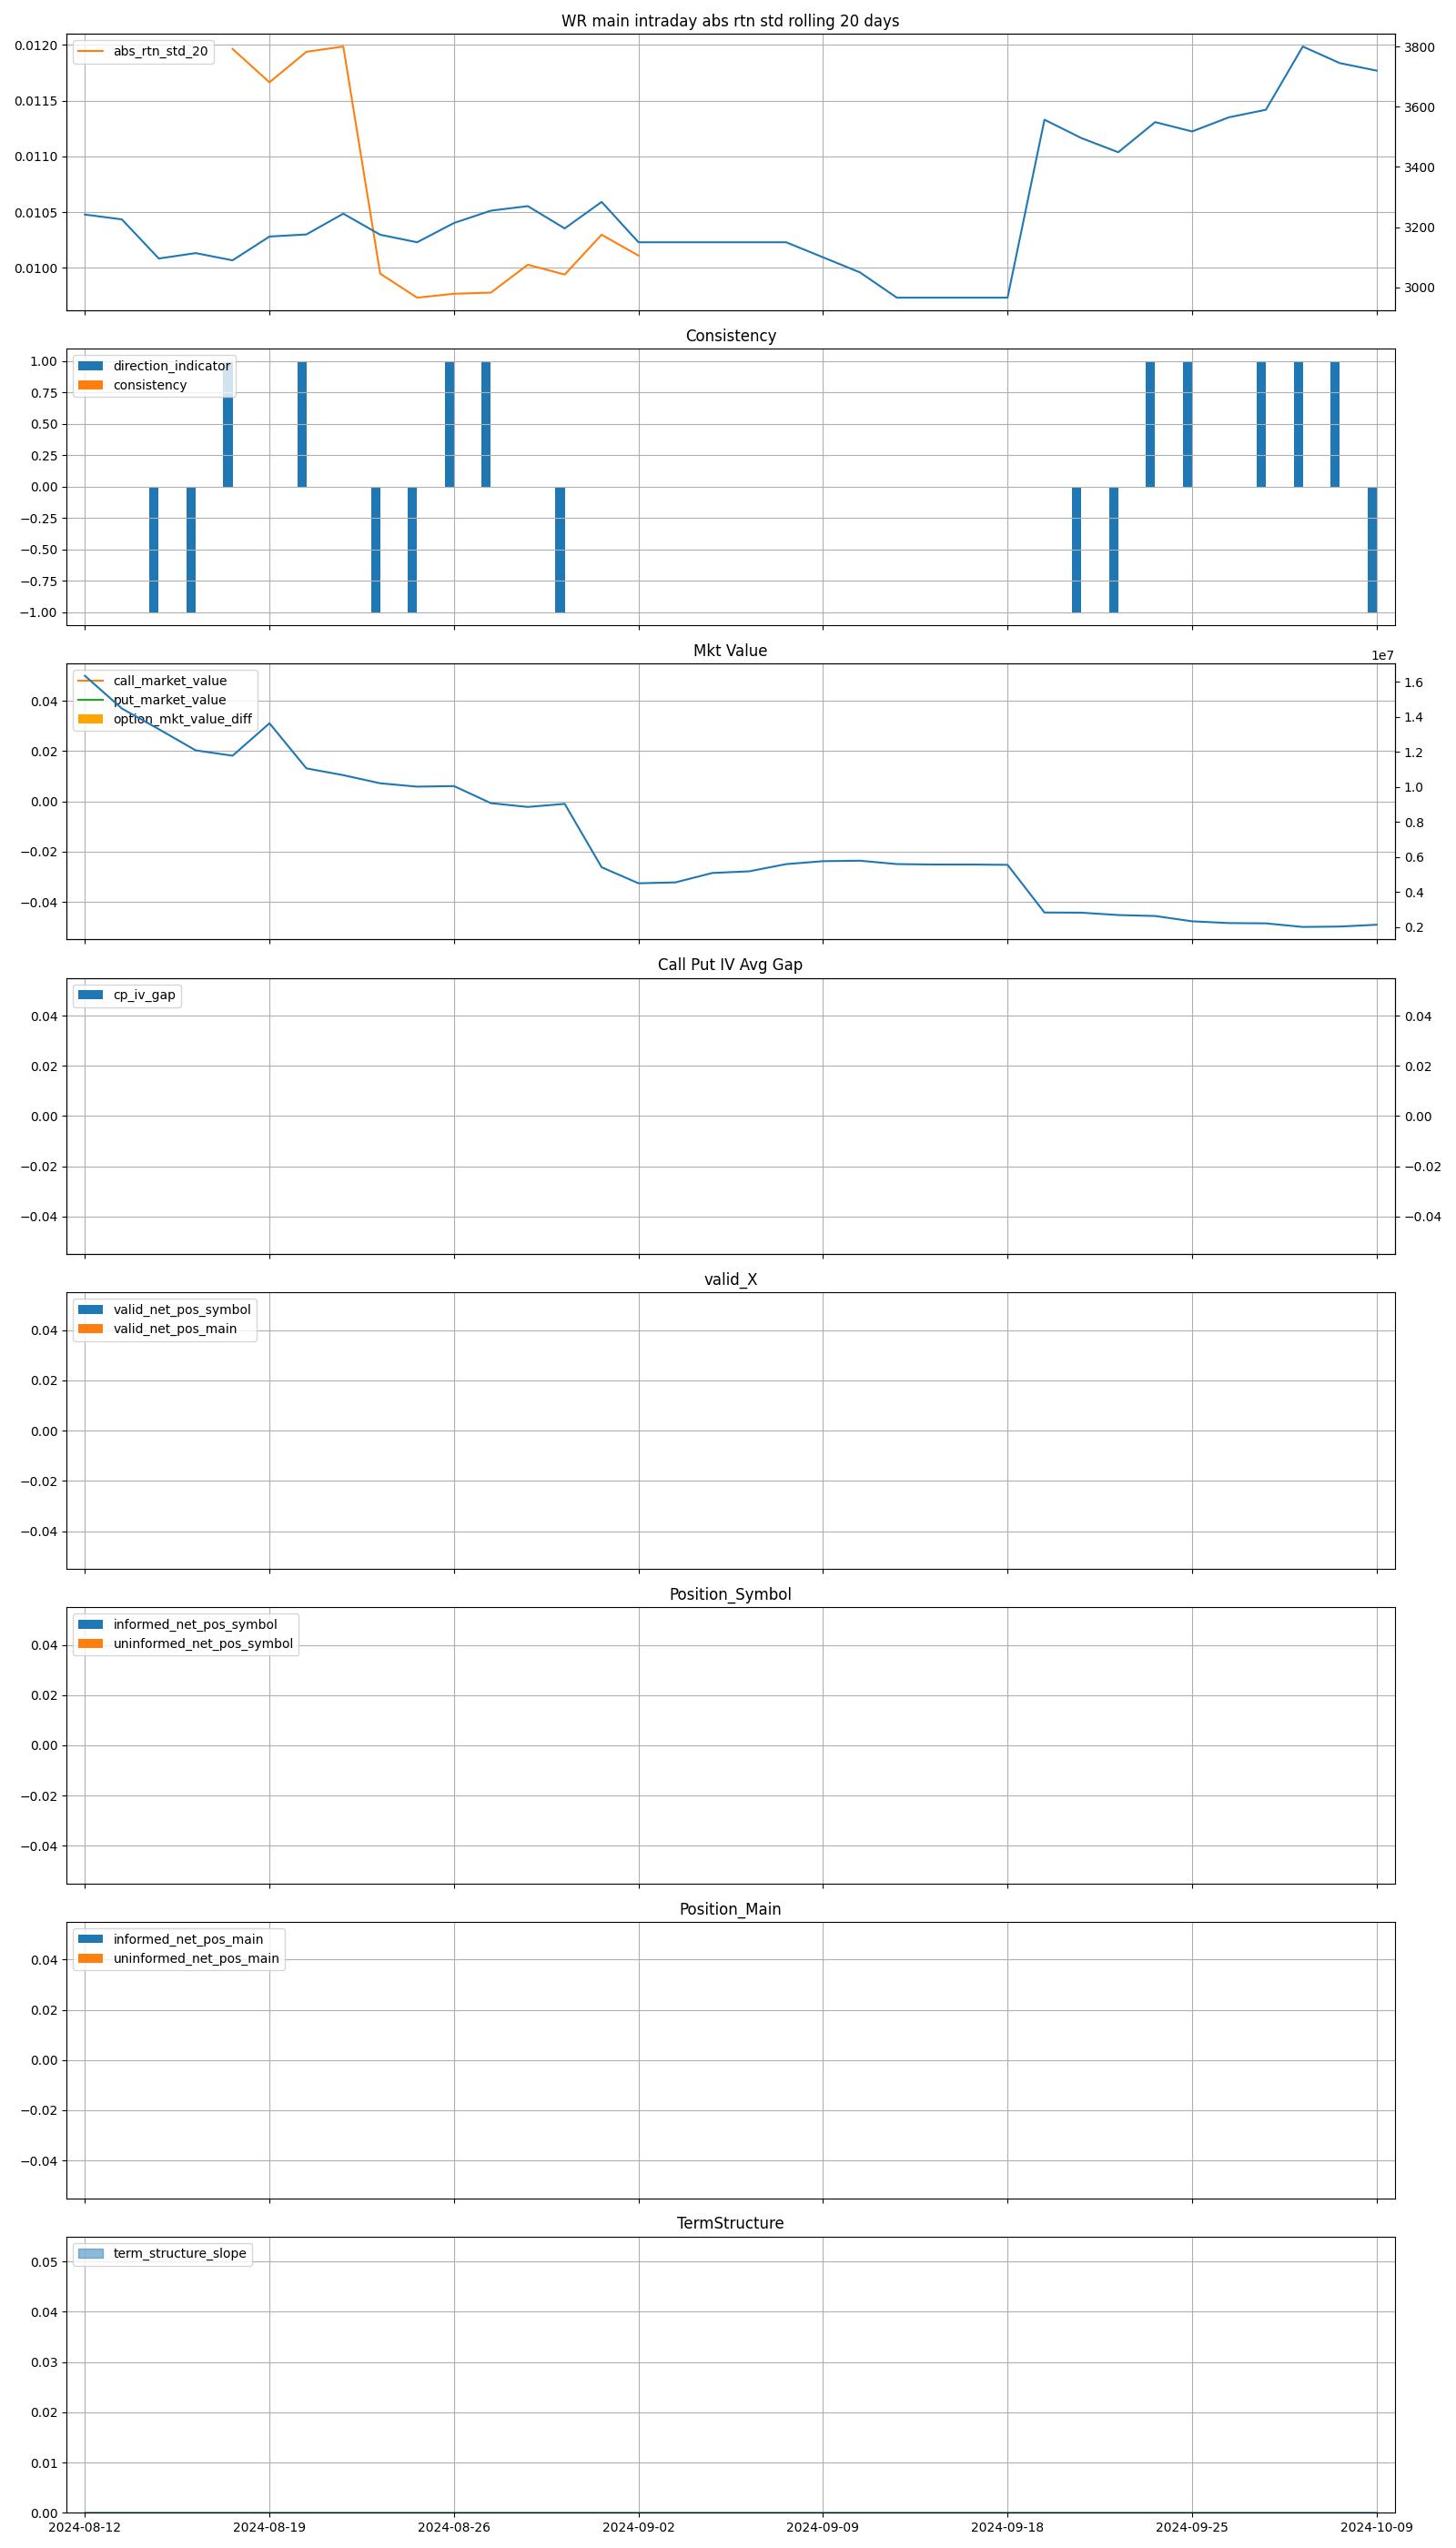 WR main intraday abs rtn std rolling 20 days
abs_rtn_std_20
0.0120
0.0115
0.0110
0.0105
0.0100
3800
3600
3400
3200
3000
Consistency
direction_indicator
consistency
1.00
0.75
0.50
0.25
0.00
−0.25
−0.50
−0.75
−1.00
Mkt Value
1e7
call_market_value
put_market_value
option_mkt_value_diff
0.04
0.02
0.00
−0.02
−0.04
1.6
1.4
1.2
1.0
0.8
0.6
0.4
0.2
Call Put IV Avg Gap
cp_iv_gap
0.04
0.02
0.00
−0.02
−0.04
0.04
0.02
0.00
−0.02
−0.04
valid_X
valid_net_pos_symbol
valid_net_pos_main
0.04
0.02
0.00
−0.02
−0.04
Position_Symbol
informed_net_pos_symbol
uninformed_net_pos_symbol
0.04
0.02
0.00
−0.02
−0.04
Position_Main
informed_net_pos_main
uninformed_net_pos_main
0.04
0.02
0.00
−0.02
−0.04
TermStructure
term_structure_slope
0.05
0.04
0.03
0.02
0.01
0.00
2024-08-12 2024-08-19 2024-08-26 2024-09-02 2024-09-09 2024-09-18 2024-09-25 2024-10-09